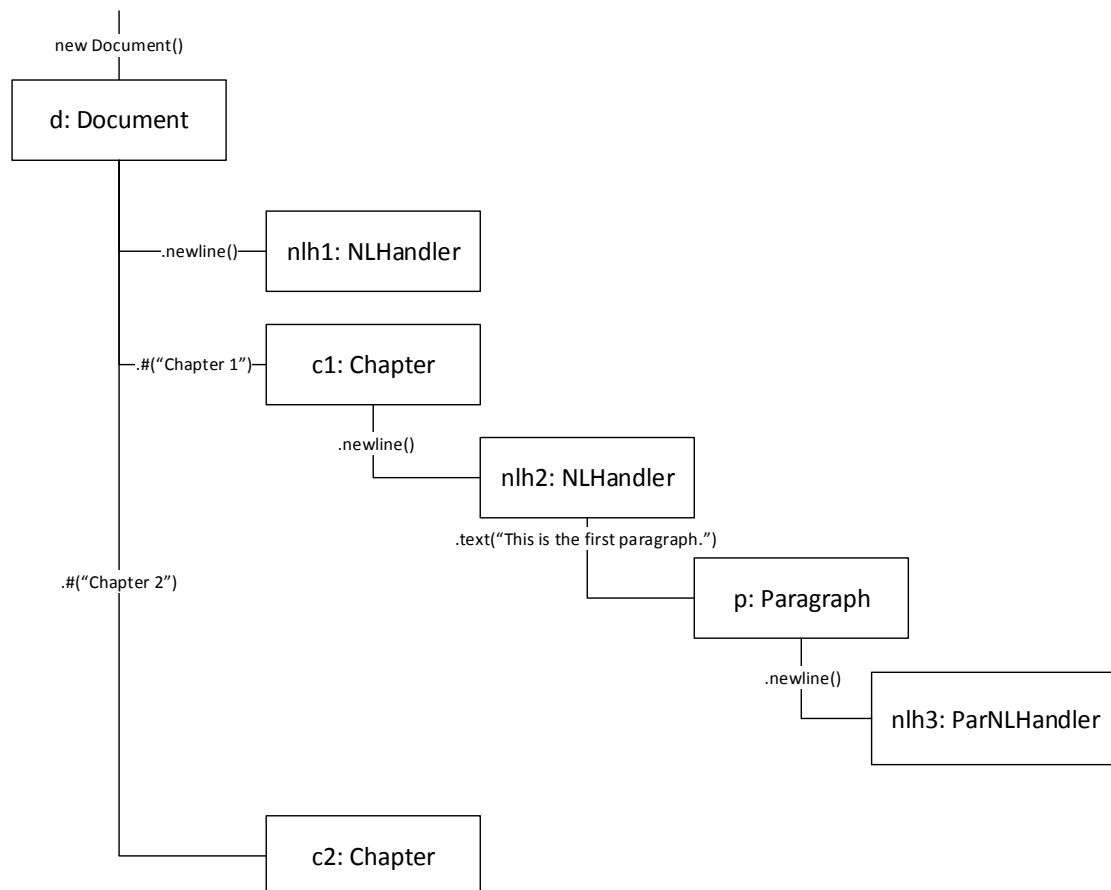 new Document()
d: Document
.newline()
nlh1: NLHandler
.#(“Chapter 1”)
c1: Chapter
.newline()
nlh2: NLHandler
.text(“This is the first paragraph.”)
.#(“Chapter 2”)
p: Paragraph
.newline()
nlh3: ParNLHandler
c2: Chapter